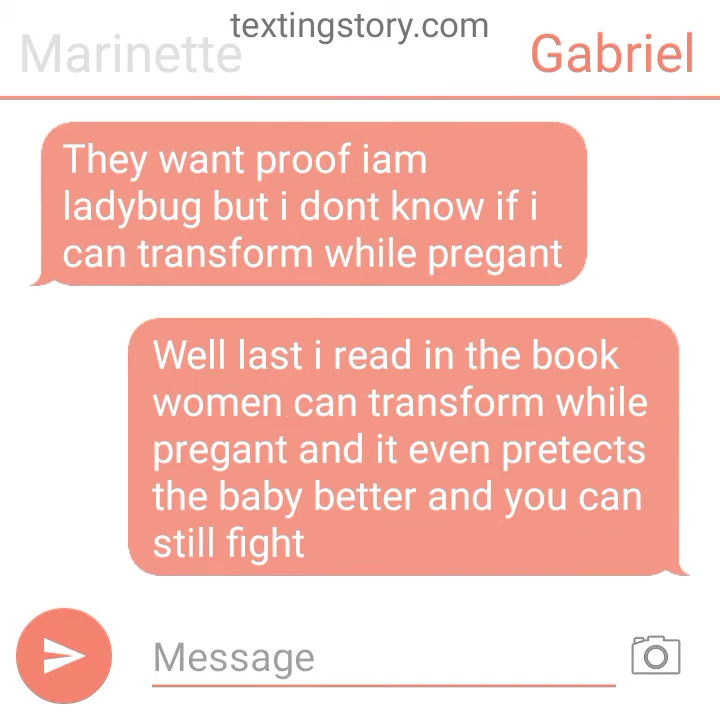 textingstory.com
Marinette
Gabriel
They want proof iam
ladybug but i dont know if i
can transform while pregant
Well last i read in the book
women can transform while
pregant and it even pretects
the baby better and you can
still fight
Message